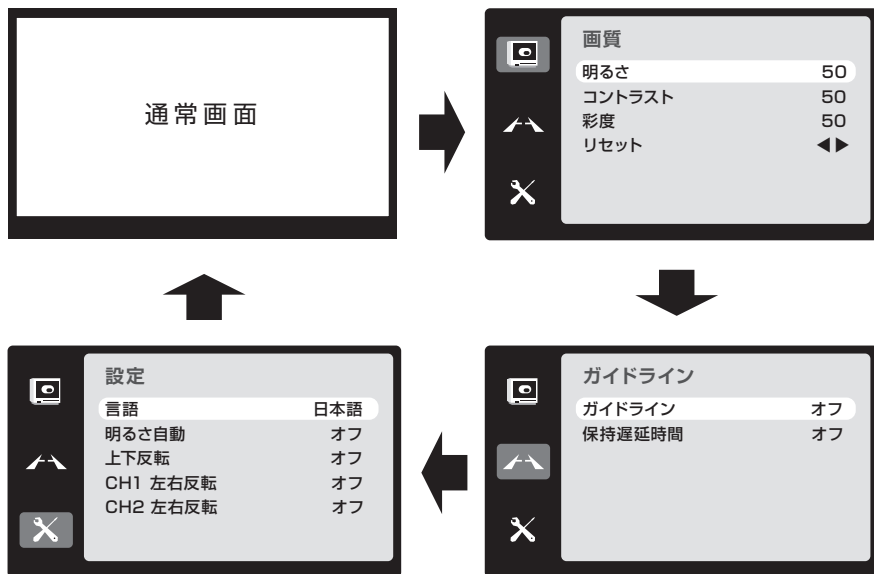 通常画面
画質
明るさ 50
コントラスト 50
彩度 50
リセット ◀▶
設定
言語 日本語
明るさ自動 オフ
上下反転 オフ
CH1 左右反転 オフ
CH2 左右反転 オフ
ガイドライン
ガイドライン オフ
保持遅延時間 オフ